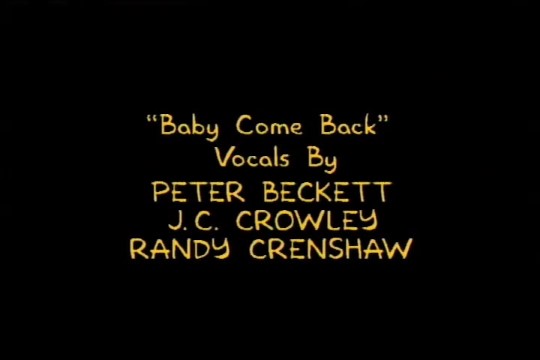 “Baby Come Back”
Vocals By
PETER BECKETT
J.C. CROWLEY
RANDY CRENSHAW